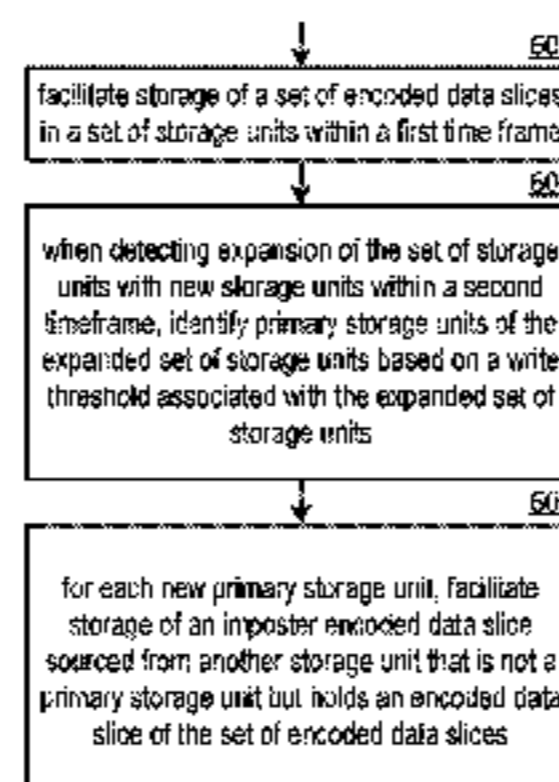 60
facilitate storage of a set of encoded data slices
in a set of storage units within a first time frame
60
when detecting expansion of the set of storage
units with new storage units within a second
timeframe, identify primary storage units of the
expanded set of storage units based on a write
threshold associated with the expanded set of
storage units
60
for each new primary storage unit, facilitate
storage of an imposter encoded data slice
sourced from another storage unit that is not a
primary storage unit but holds an encoded data
slice of the set of encoded data slices